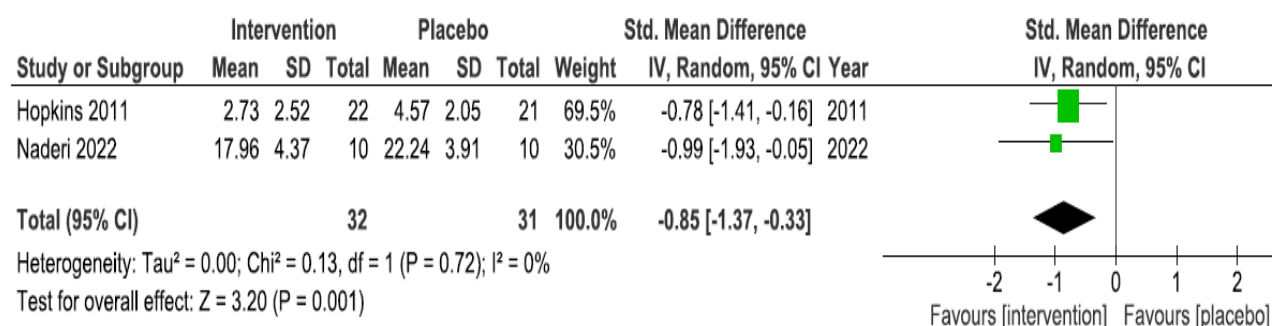 Intervention Placebo Std. Mean Difference Std. Mean Difference
Study or Subgroup Mean SD Total Mean SD Total Weight IV, Random, 95% CI Year IV, Random, 95% CI
Hopkins 2011 2.73 2.52 22 4.57 2.05 21 69.5% -0.78 [-1.41, -0.16] 2011
Naderi 2022 17.96 4.37 10 22.24 3.91 10 30.5% -0.99 [-1.93, -0.05] 2022
Total (95% CI) 32 31 100.0% -0.85 [-1.37, -0.33]
Heterogeneity: Tau² = 0.00; Chi² = 0.13, df = 1 (P = 0.72); I² = 0%
Test for overall effect: Z = 3.20 (P = 0.001)
-2 -1 0 1 2
Favours [intervention] Favours [placebo]